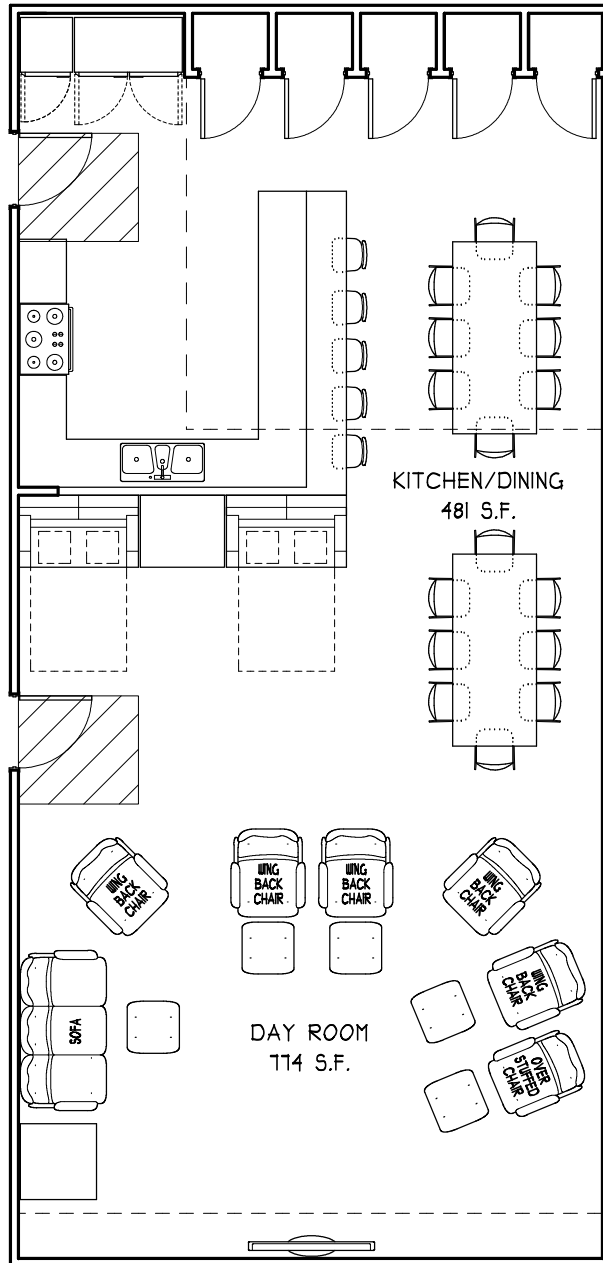 KITCHEN/DINING
481 S.F.
WING
BACK
CHAIR
WING
BACK
CHAIR
WING
BACK
CHAIR
WING
BACK
CHAIR
WING
BACK
CHAIR
SOFA
DAY ROOM
774 S.F.
OVER
STUFFED
CHAIR